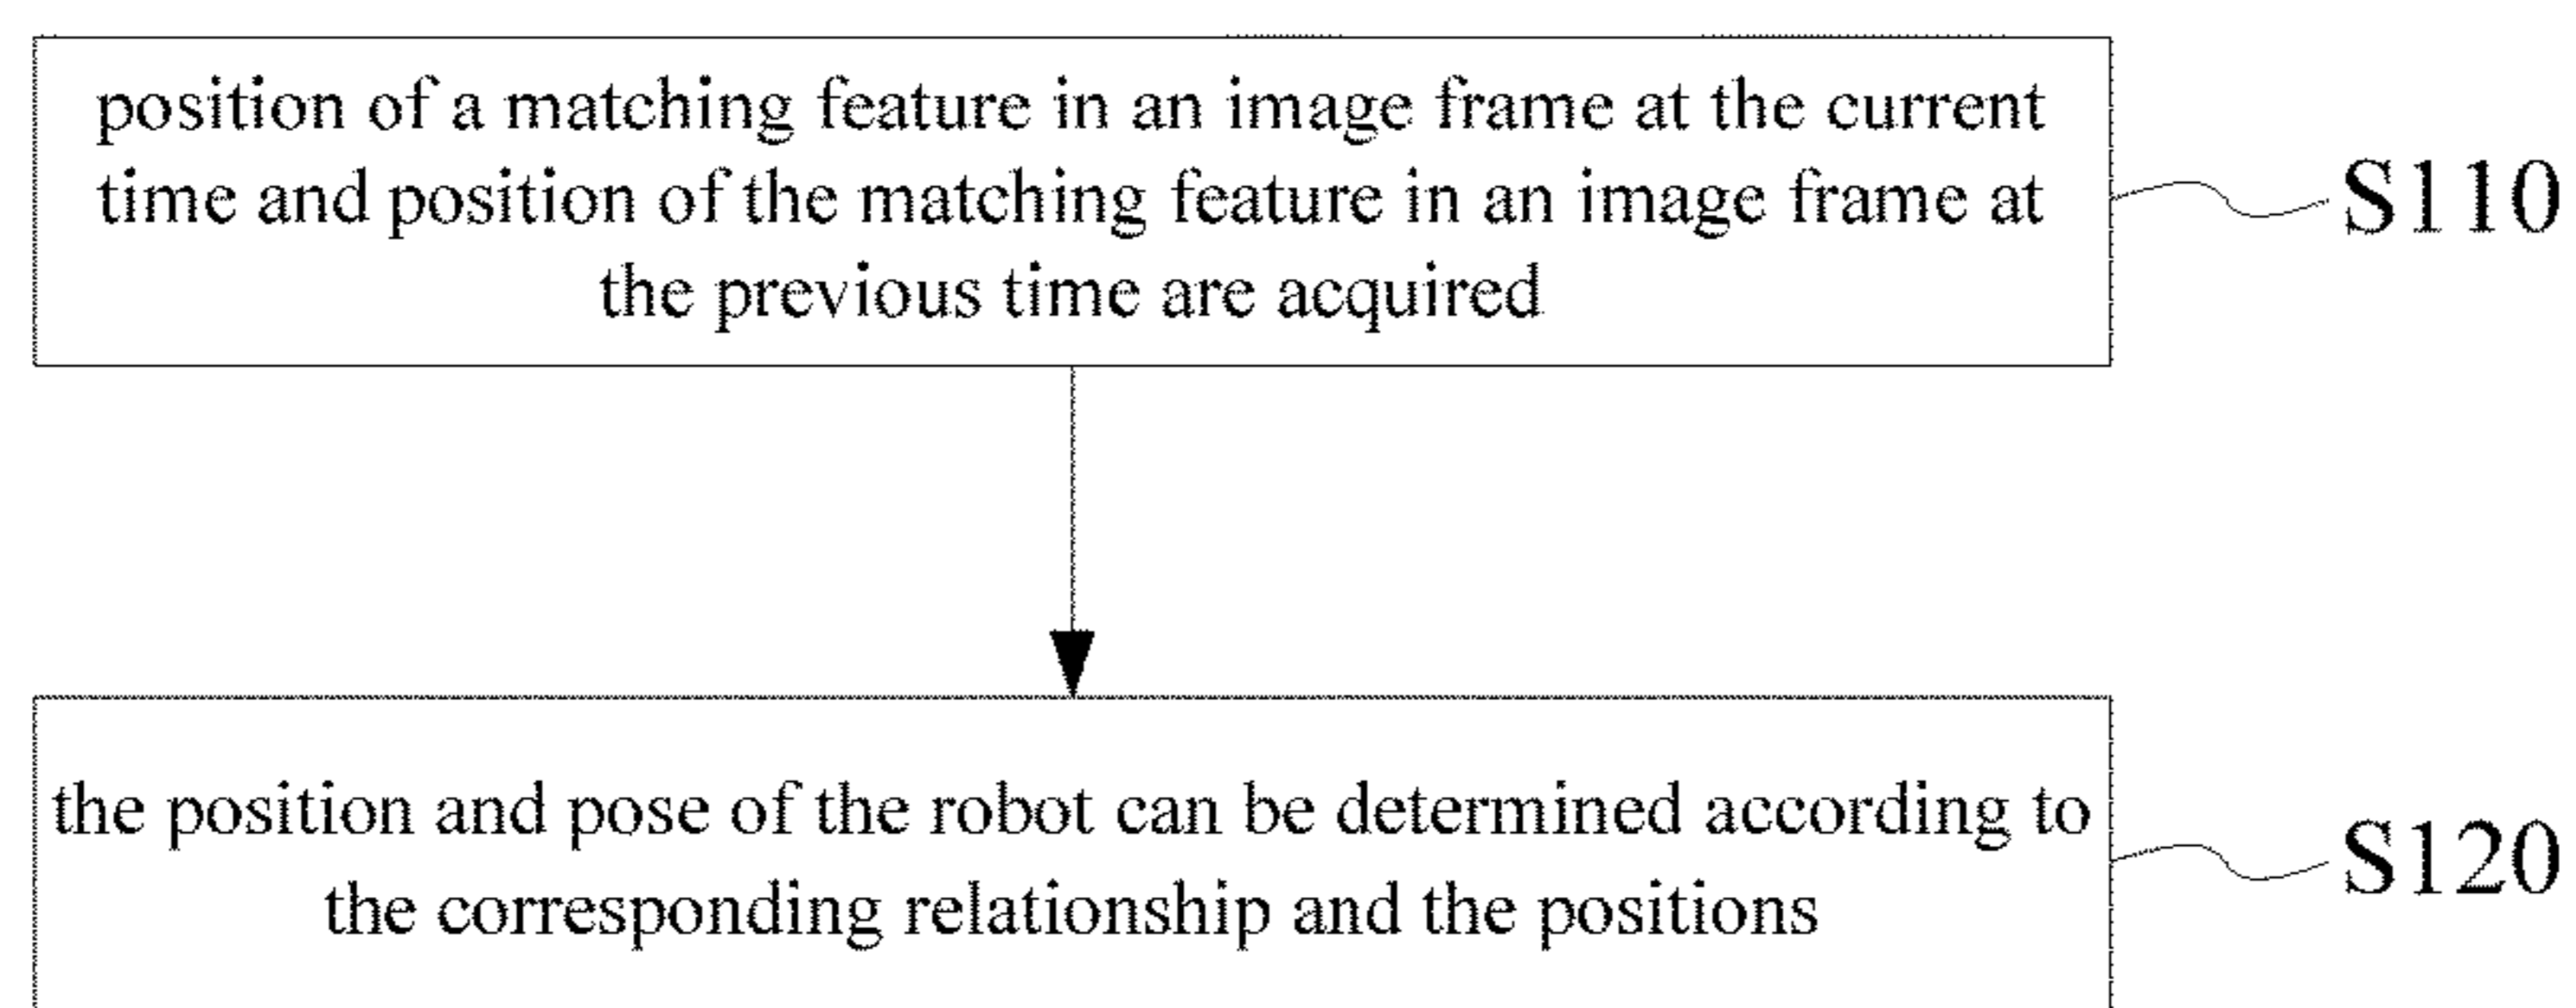 position of a matching feature in an image frame at the current
time and position of the matching feature in an image frame at
the previous time are acquired
S110
the position and pose of the robot can be determined according to
the corresponding relationship and the positions
S120